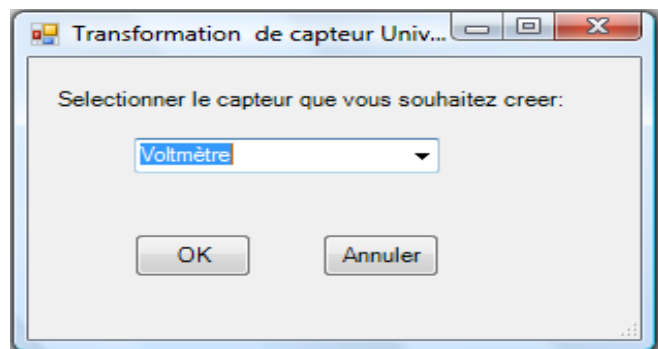 Transformation de capteur Univ...
Selectionner le capteur que vous souhaitez creer:
Voltmètre
OK
Annuler